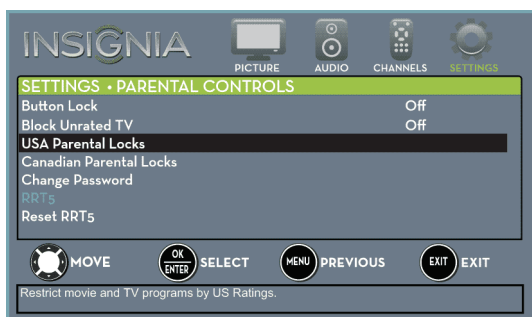 INSIGNIA
PICTURE AUDIO CHANNELS SETTINGS
SETTINGS • PARENTAL CONTROLS
Button Lock Off
Block Unrated TV Off
USA Parental Locks
Canadian Parental Locks
Change Password
RRT5
Reset RRT5
MOVE OK ENTER SELECT MENU PREVIOUS EXIT EXIT
Restrict movie and TV programs by US Ratings.